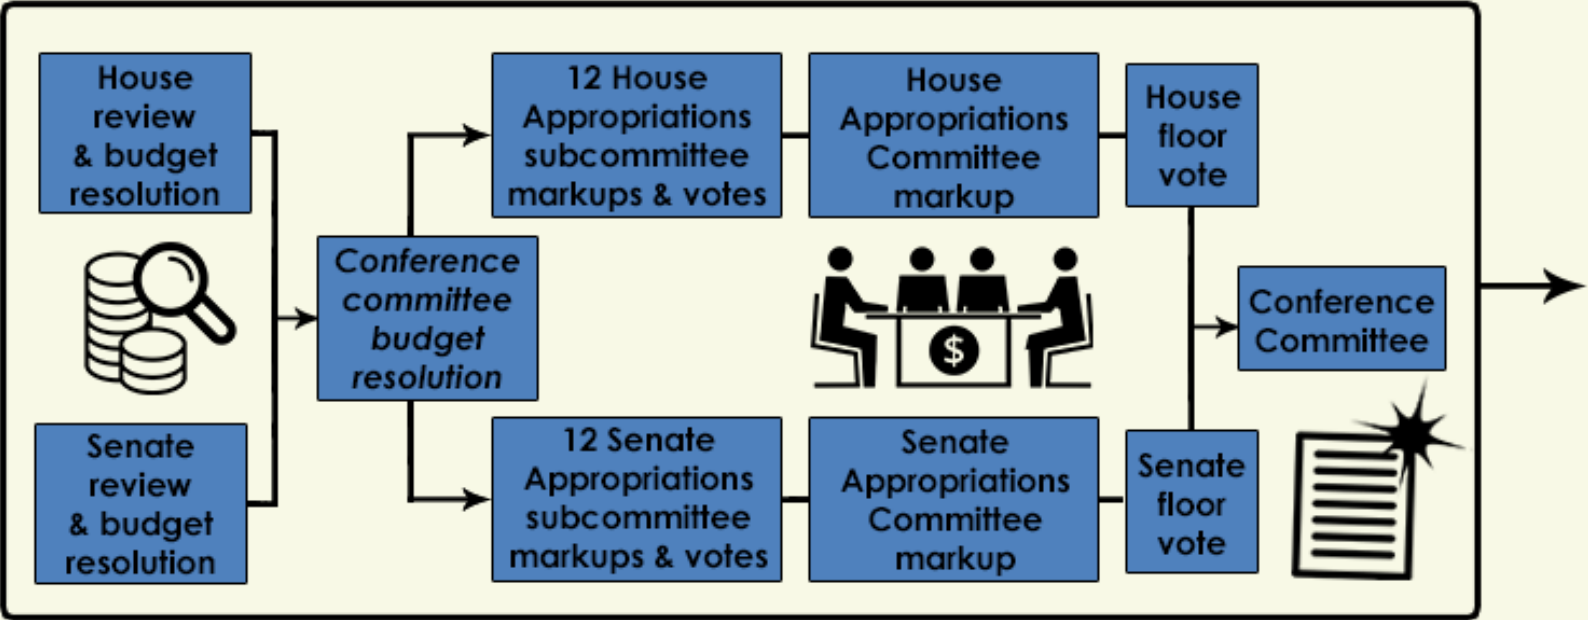 House
review
& budget
resolution
Senate
review
& budget
resolution
Conference
committee
budget
resolution
12 House
Appropriations
subcommittee
markups & votes
House
Appropriations
Committee
markup
House
floor
vote
12 Senate
Appropriations
subcommittee
markups & votes
Senate
Appropriations
Committee
markup
$
Senate
floor
vote
Conference
Committee